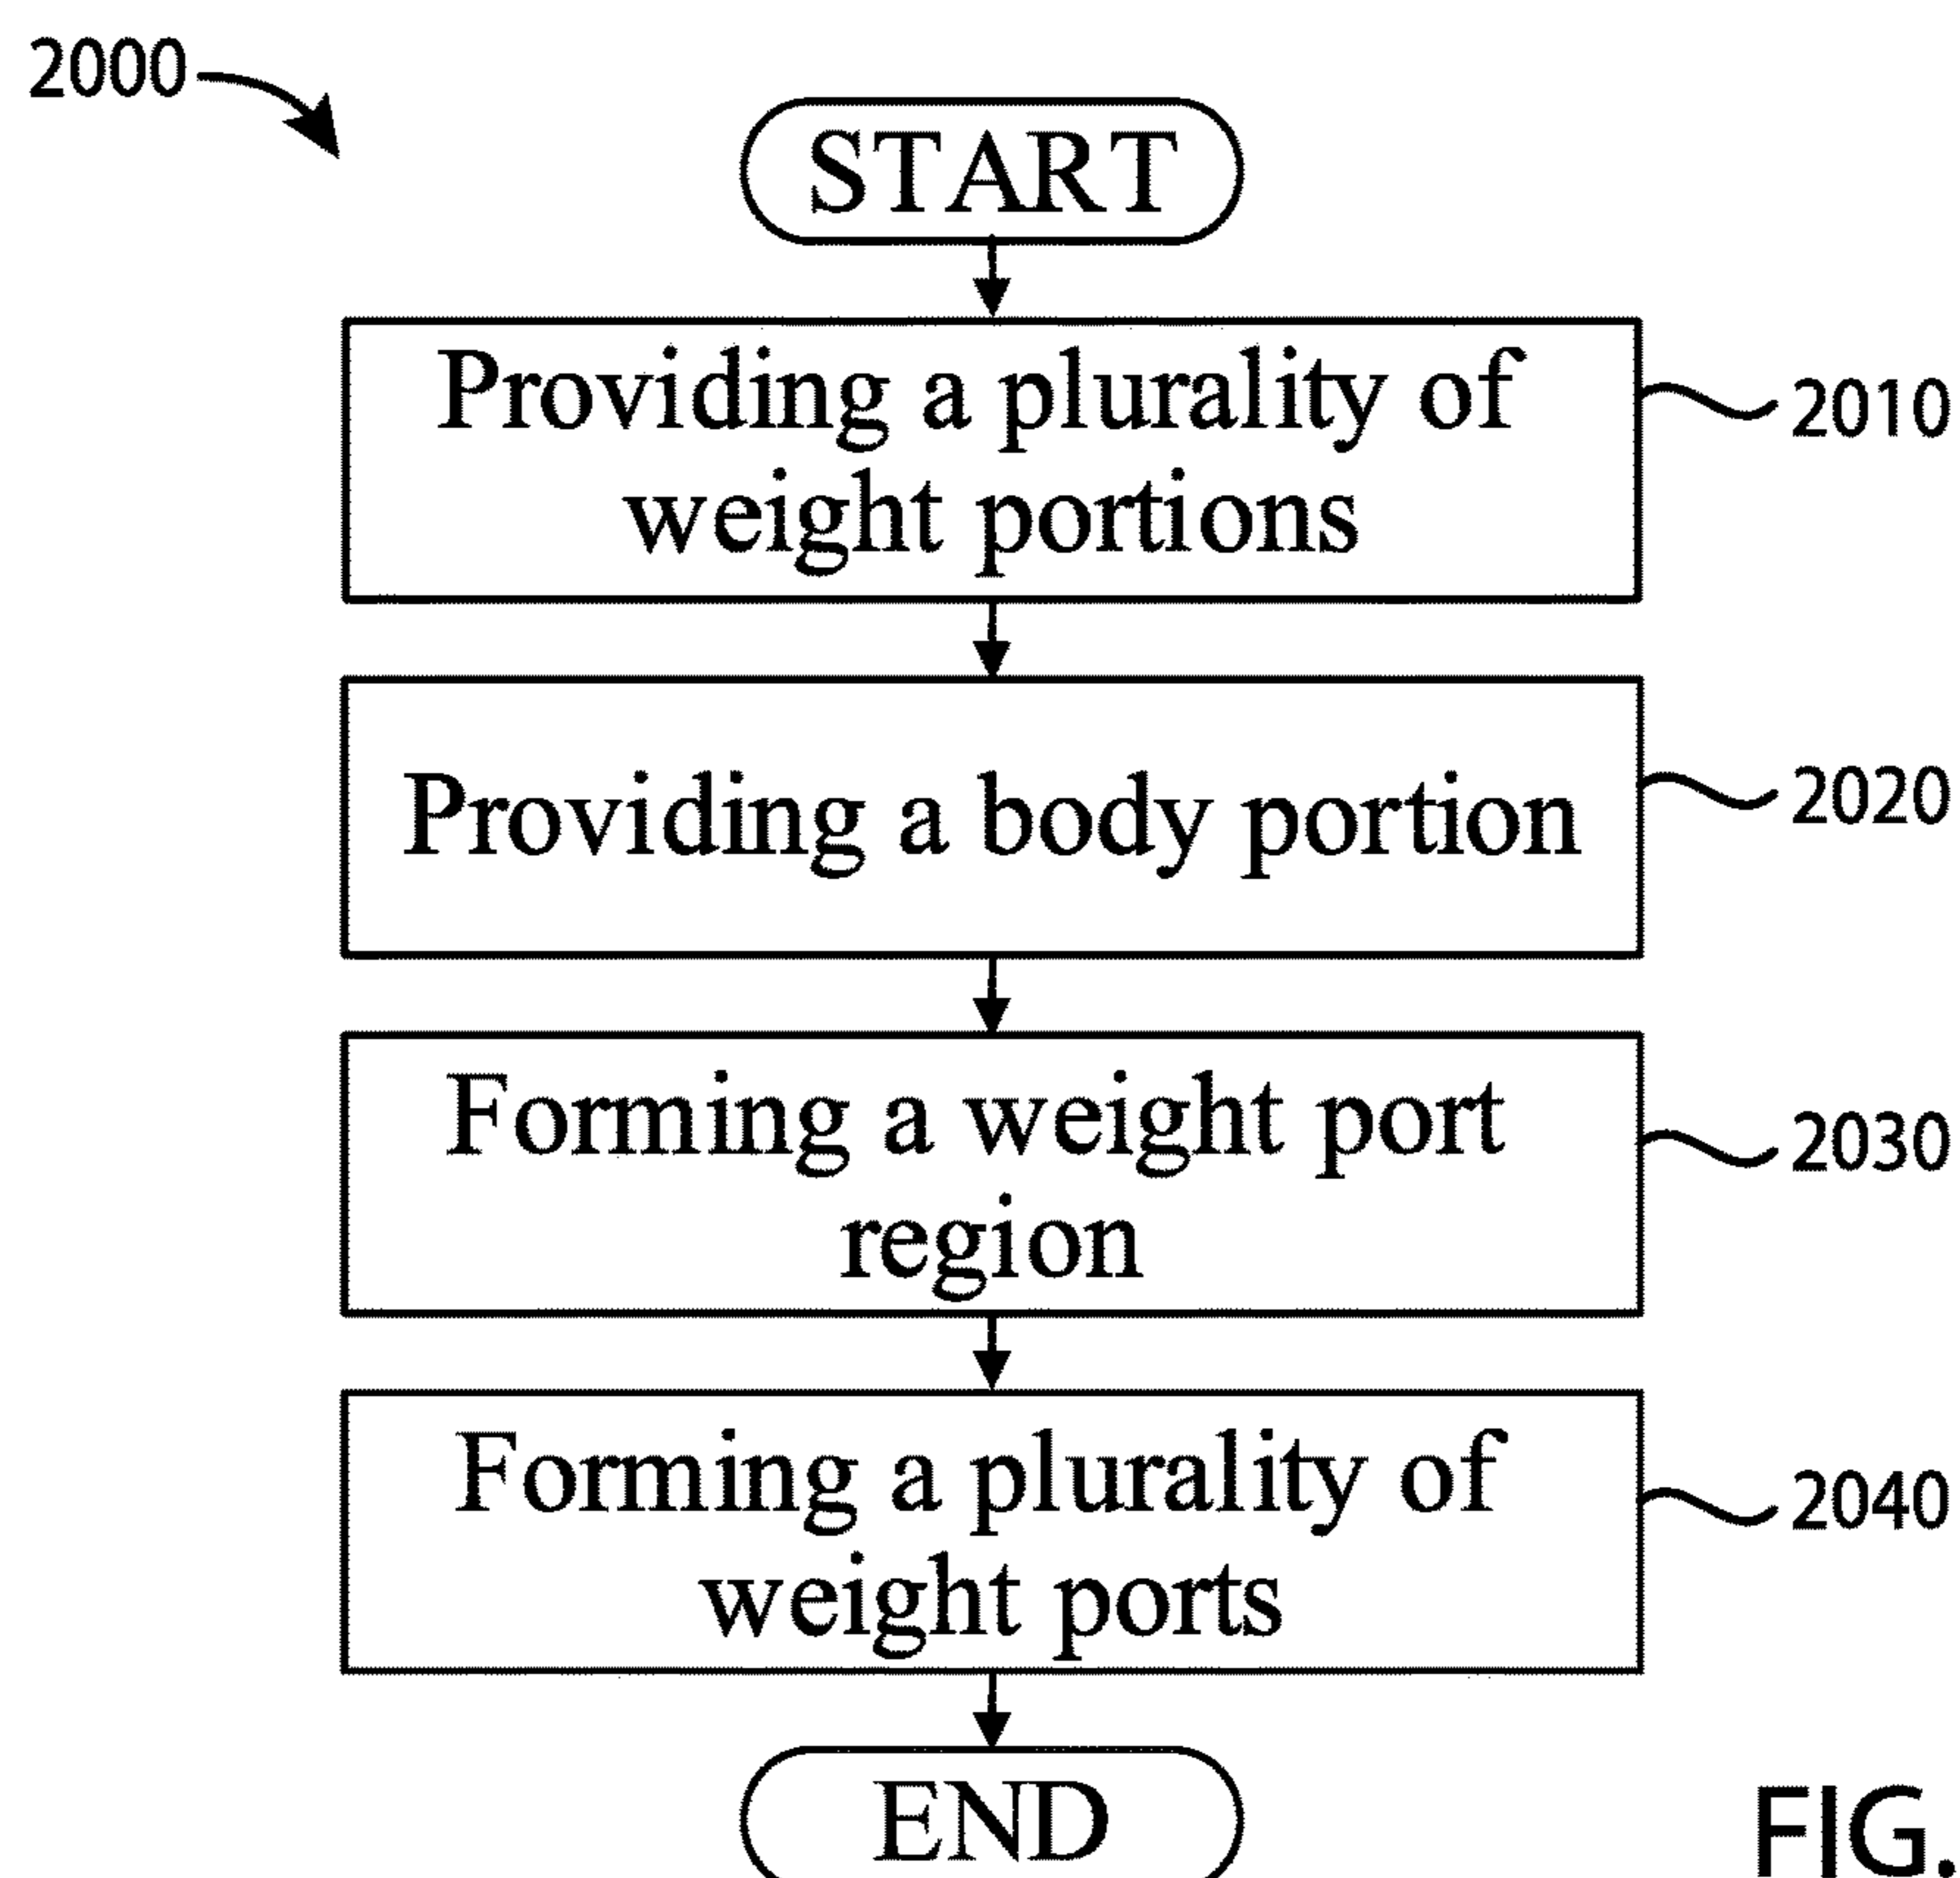 2000
START
Providing a plurality of
weight portions
2010
Providing a body portion
2020
Forming a weight port
region
2030
Forming a plurality of
weight ports
2040
END
FIG.